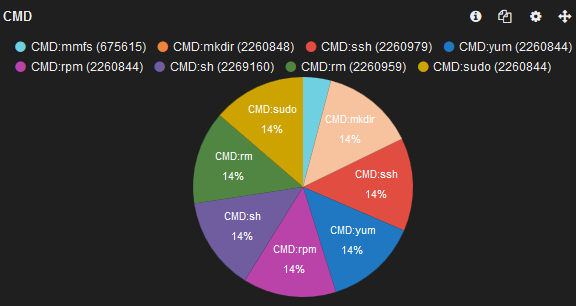 CMD
CMD:mmfs (675615) CMD:mkdir (2260848) CMD:ssh (2260979) CMD:yum (2260844)
CMD:rpm (2260844) CMD:sh (2269160) CMD:rm (2260959) CMD:sudo (2260844)
CMD:sudo
14%
CMD:mkdir
14%
CMD:rm
14%
CMD:ssh
14%
CMD:sh
14%
CMD:yum
14%
CMD:rpm
14%